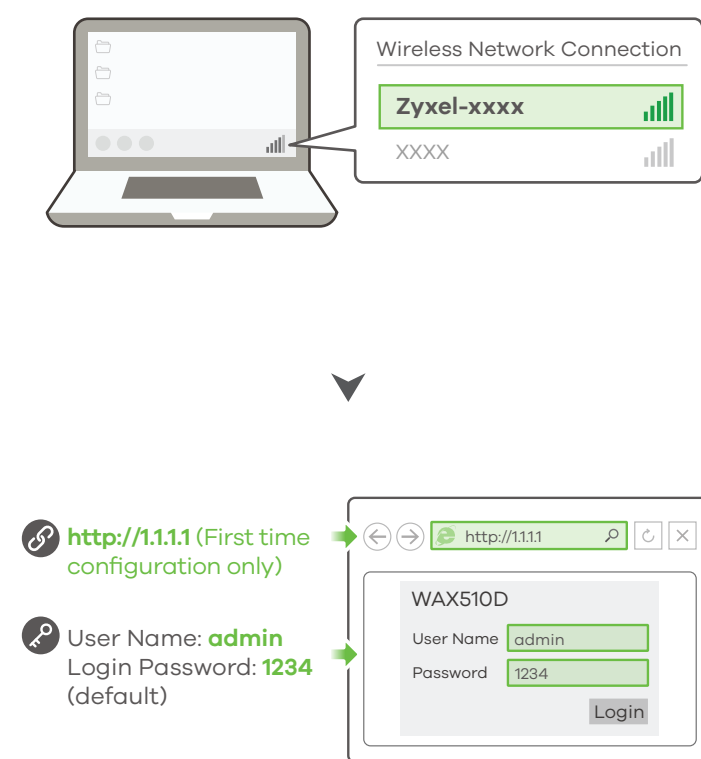 Wireless Network Connection
Zyxel-xxxx
XXXX
http://1.1.1.1 (First time
configuration only)
http://1.1.1.1
User Name: admin
Login Password: 1234
(default)
WAX510D
User Name admin
Password 1234
Login